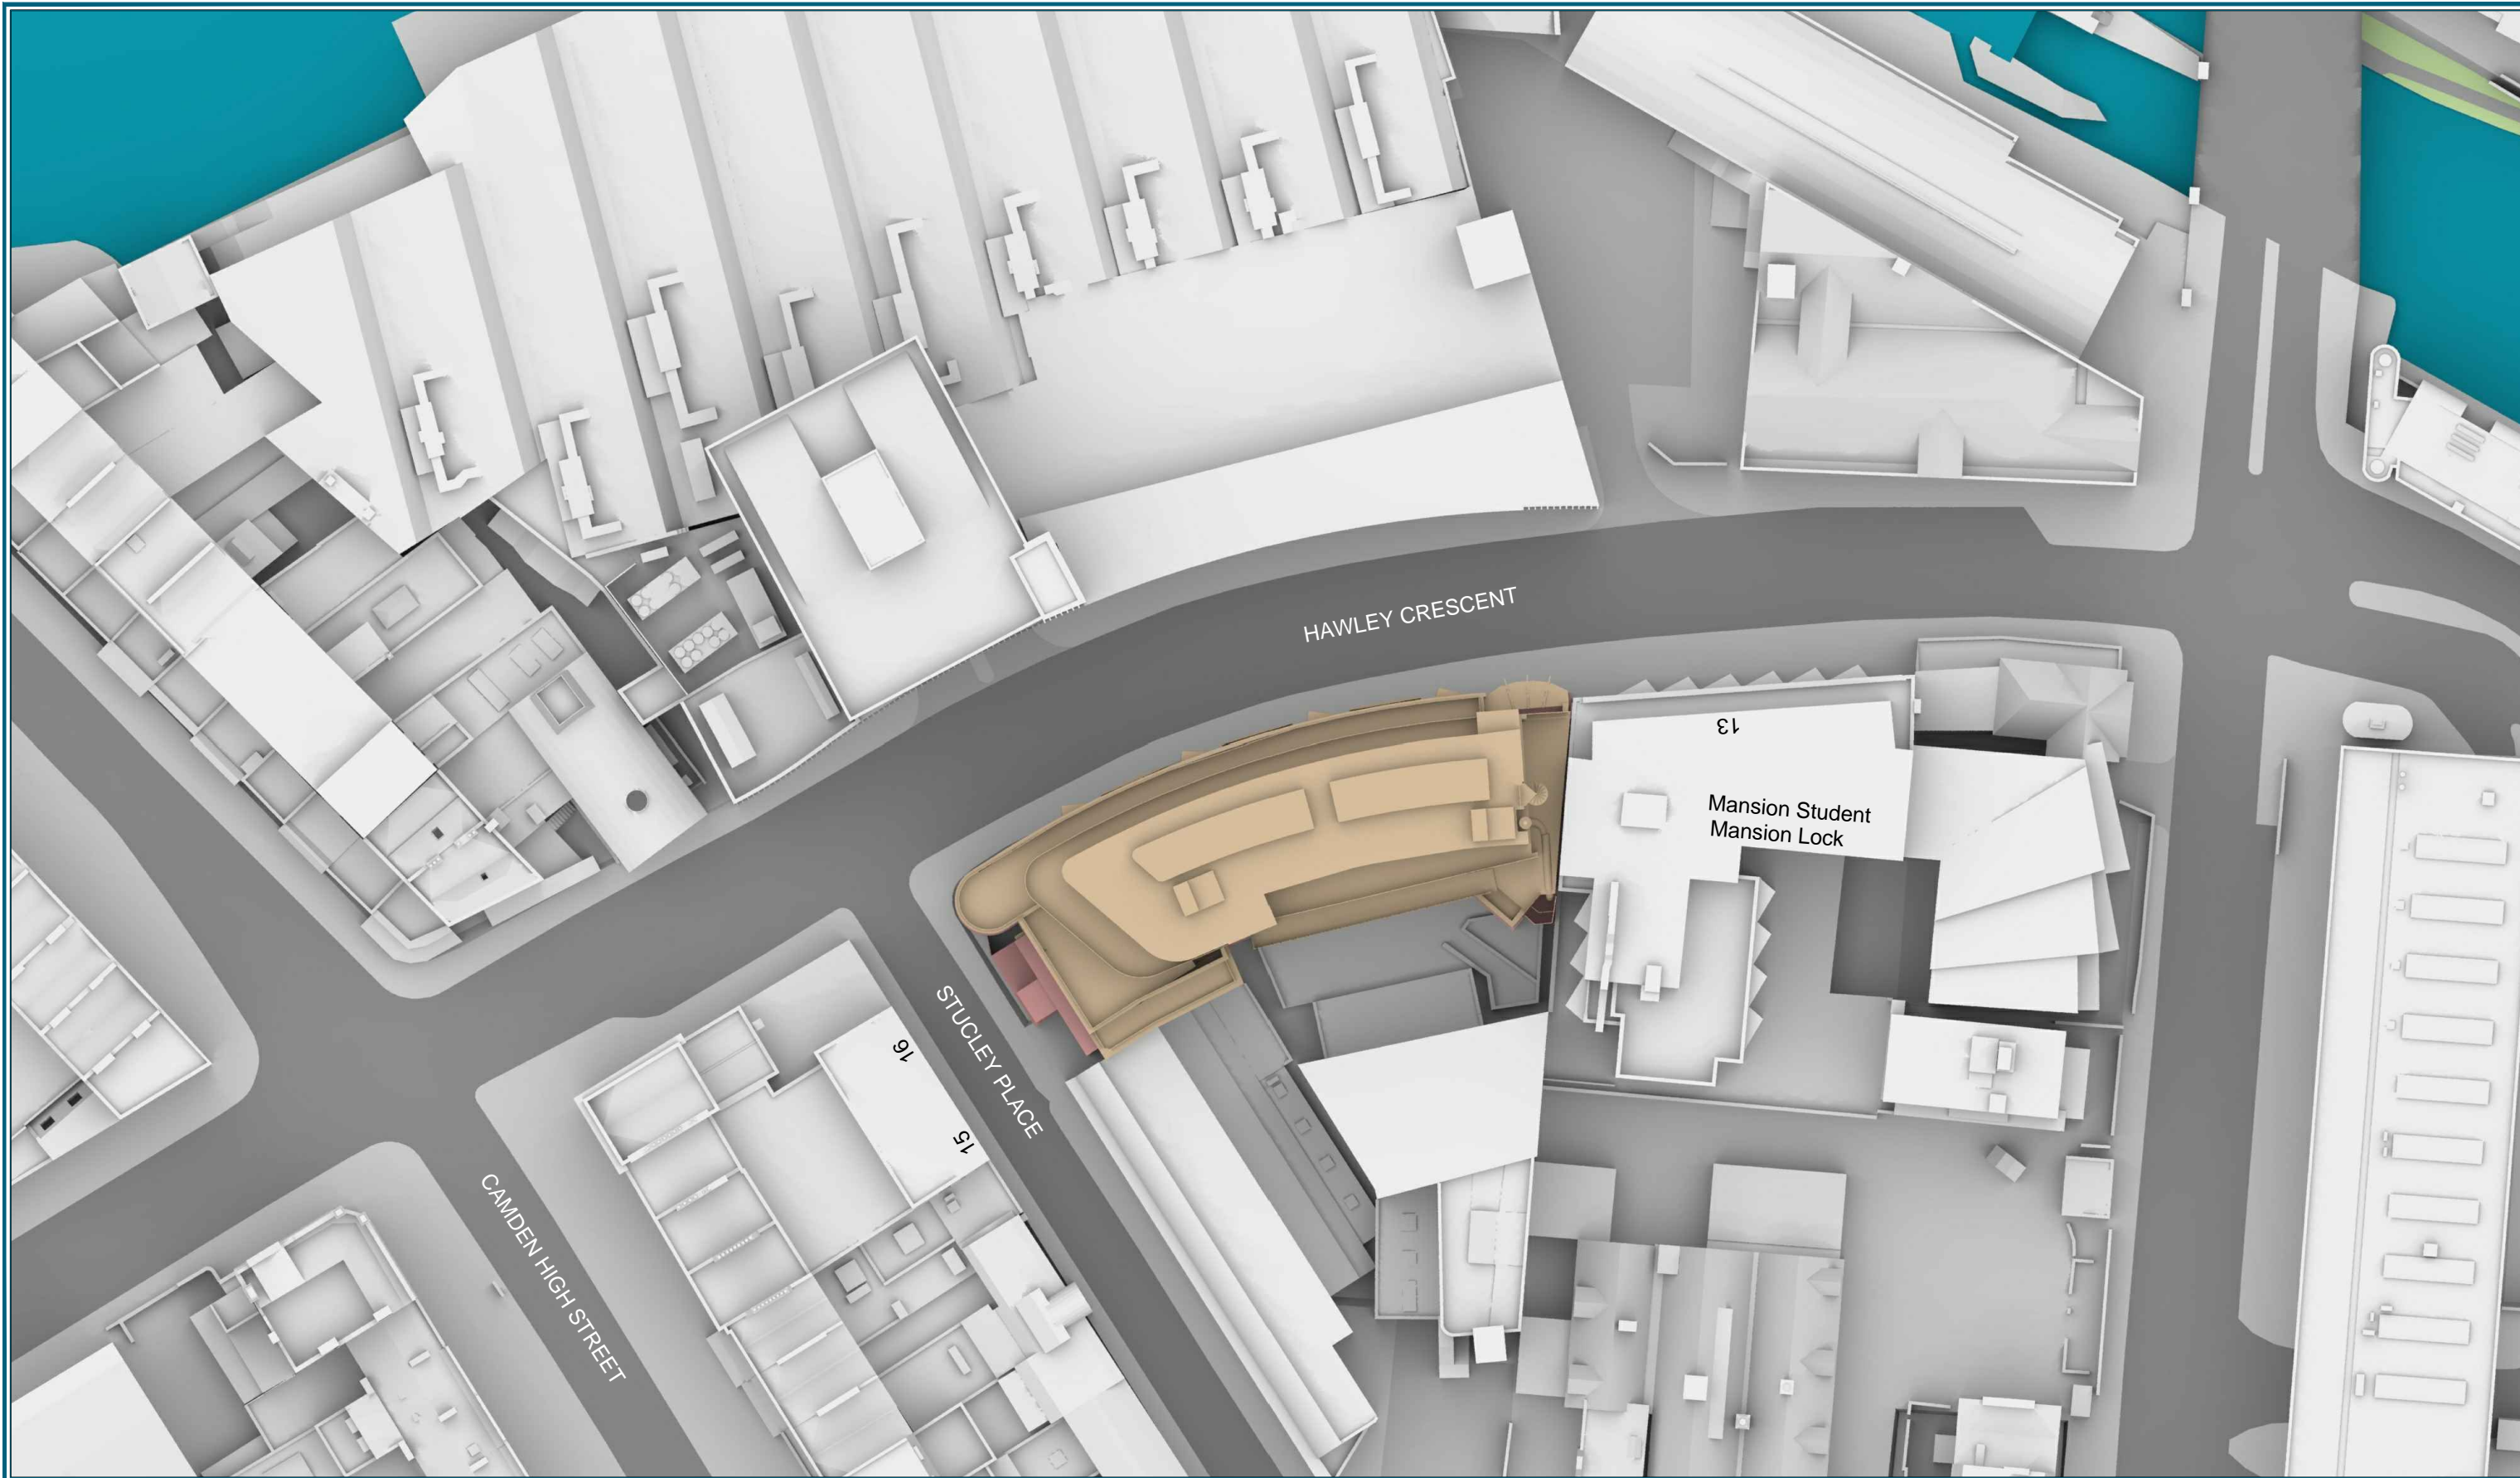 HAWLEY CRESCENT
13
Mansion Student
Mansion Lock
STUCLEY PLACE
16
15
CAMDEN HIGH STREET